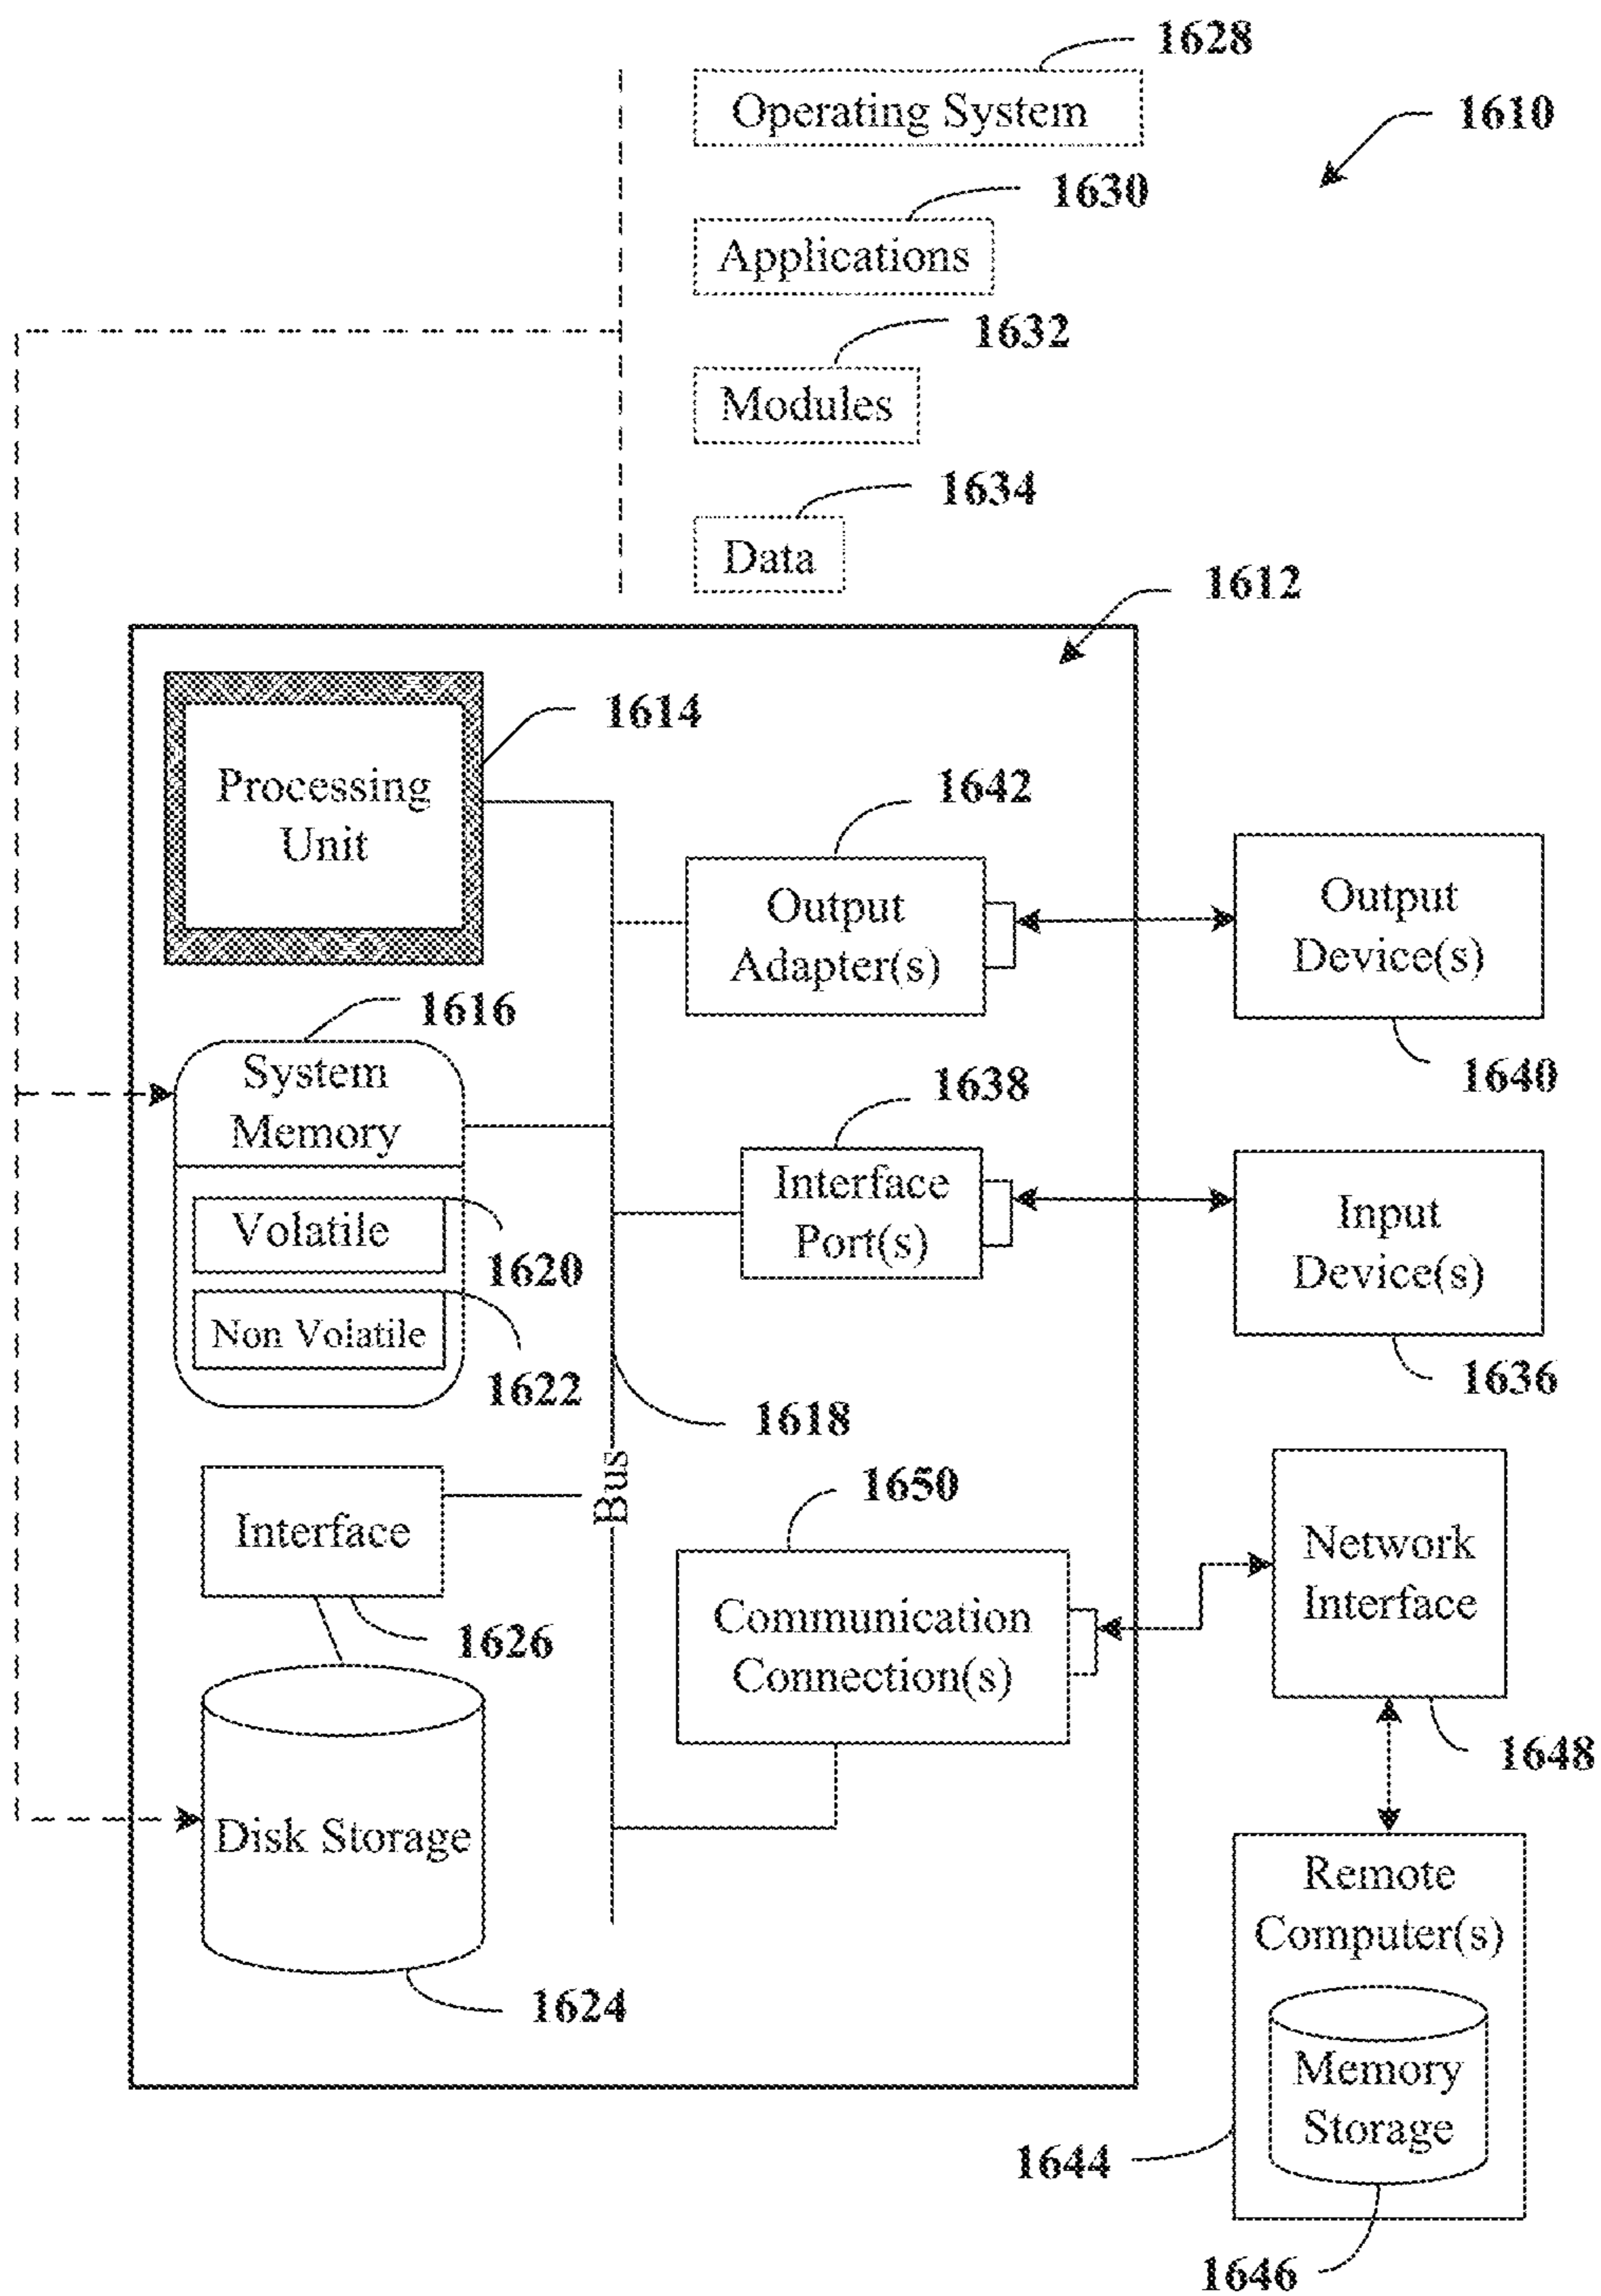 1628
Operating System
1610
1630
Applications
1632
Modules
1634
Data
1612
Processing
Unit
1614
1642
Output
Adapter(s)
Output
Device(s)
1640
1616
System
Memory
Volatile
1620
Non Volatile
1622
1638
Interface
Port(s)
Input
Device(s)
1636
1618
Bus
Interface
1626
1650
Communication
Connection(s)
Network
Interface
1648
Disk Storage
1624
Remote
Computer(s)
Memory
Storage
1644
1646